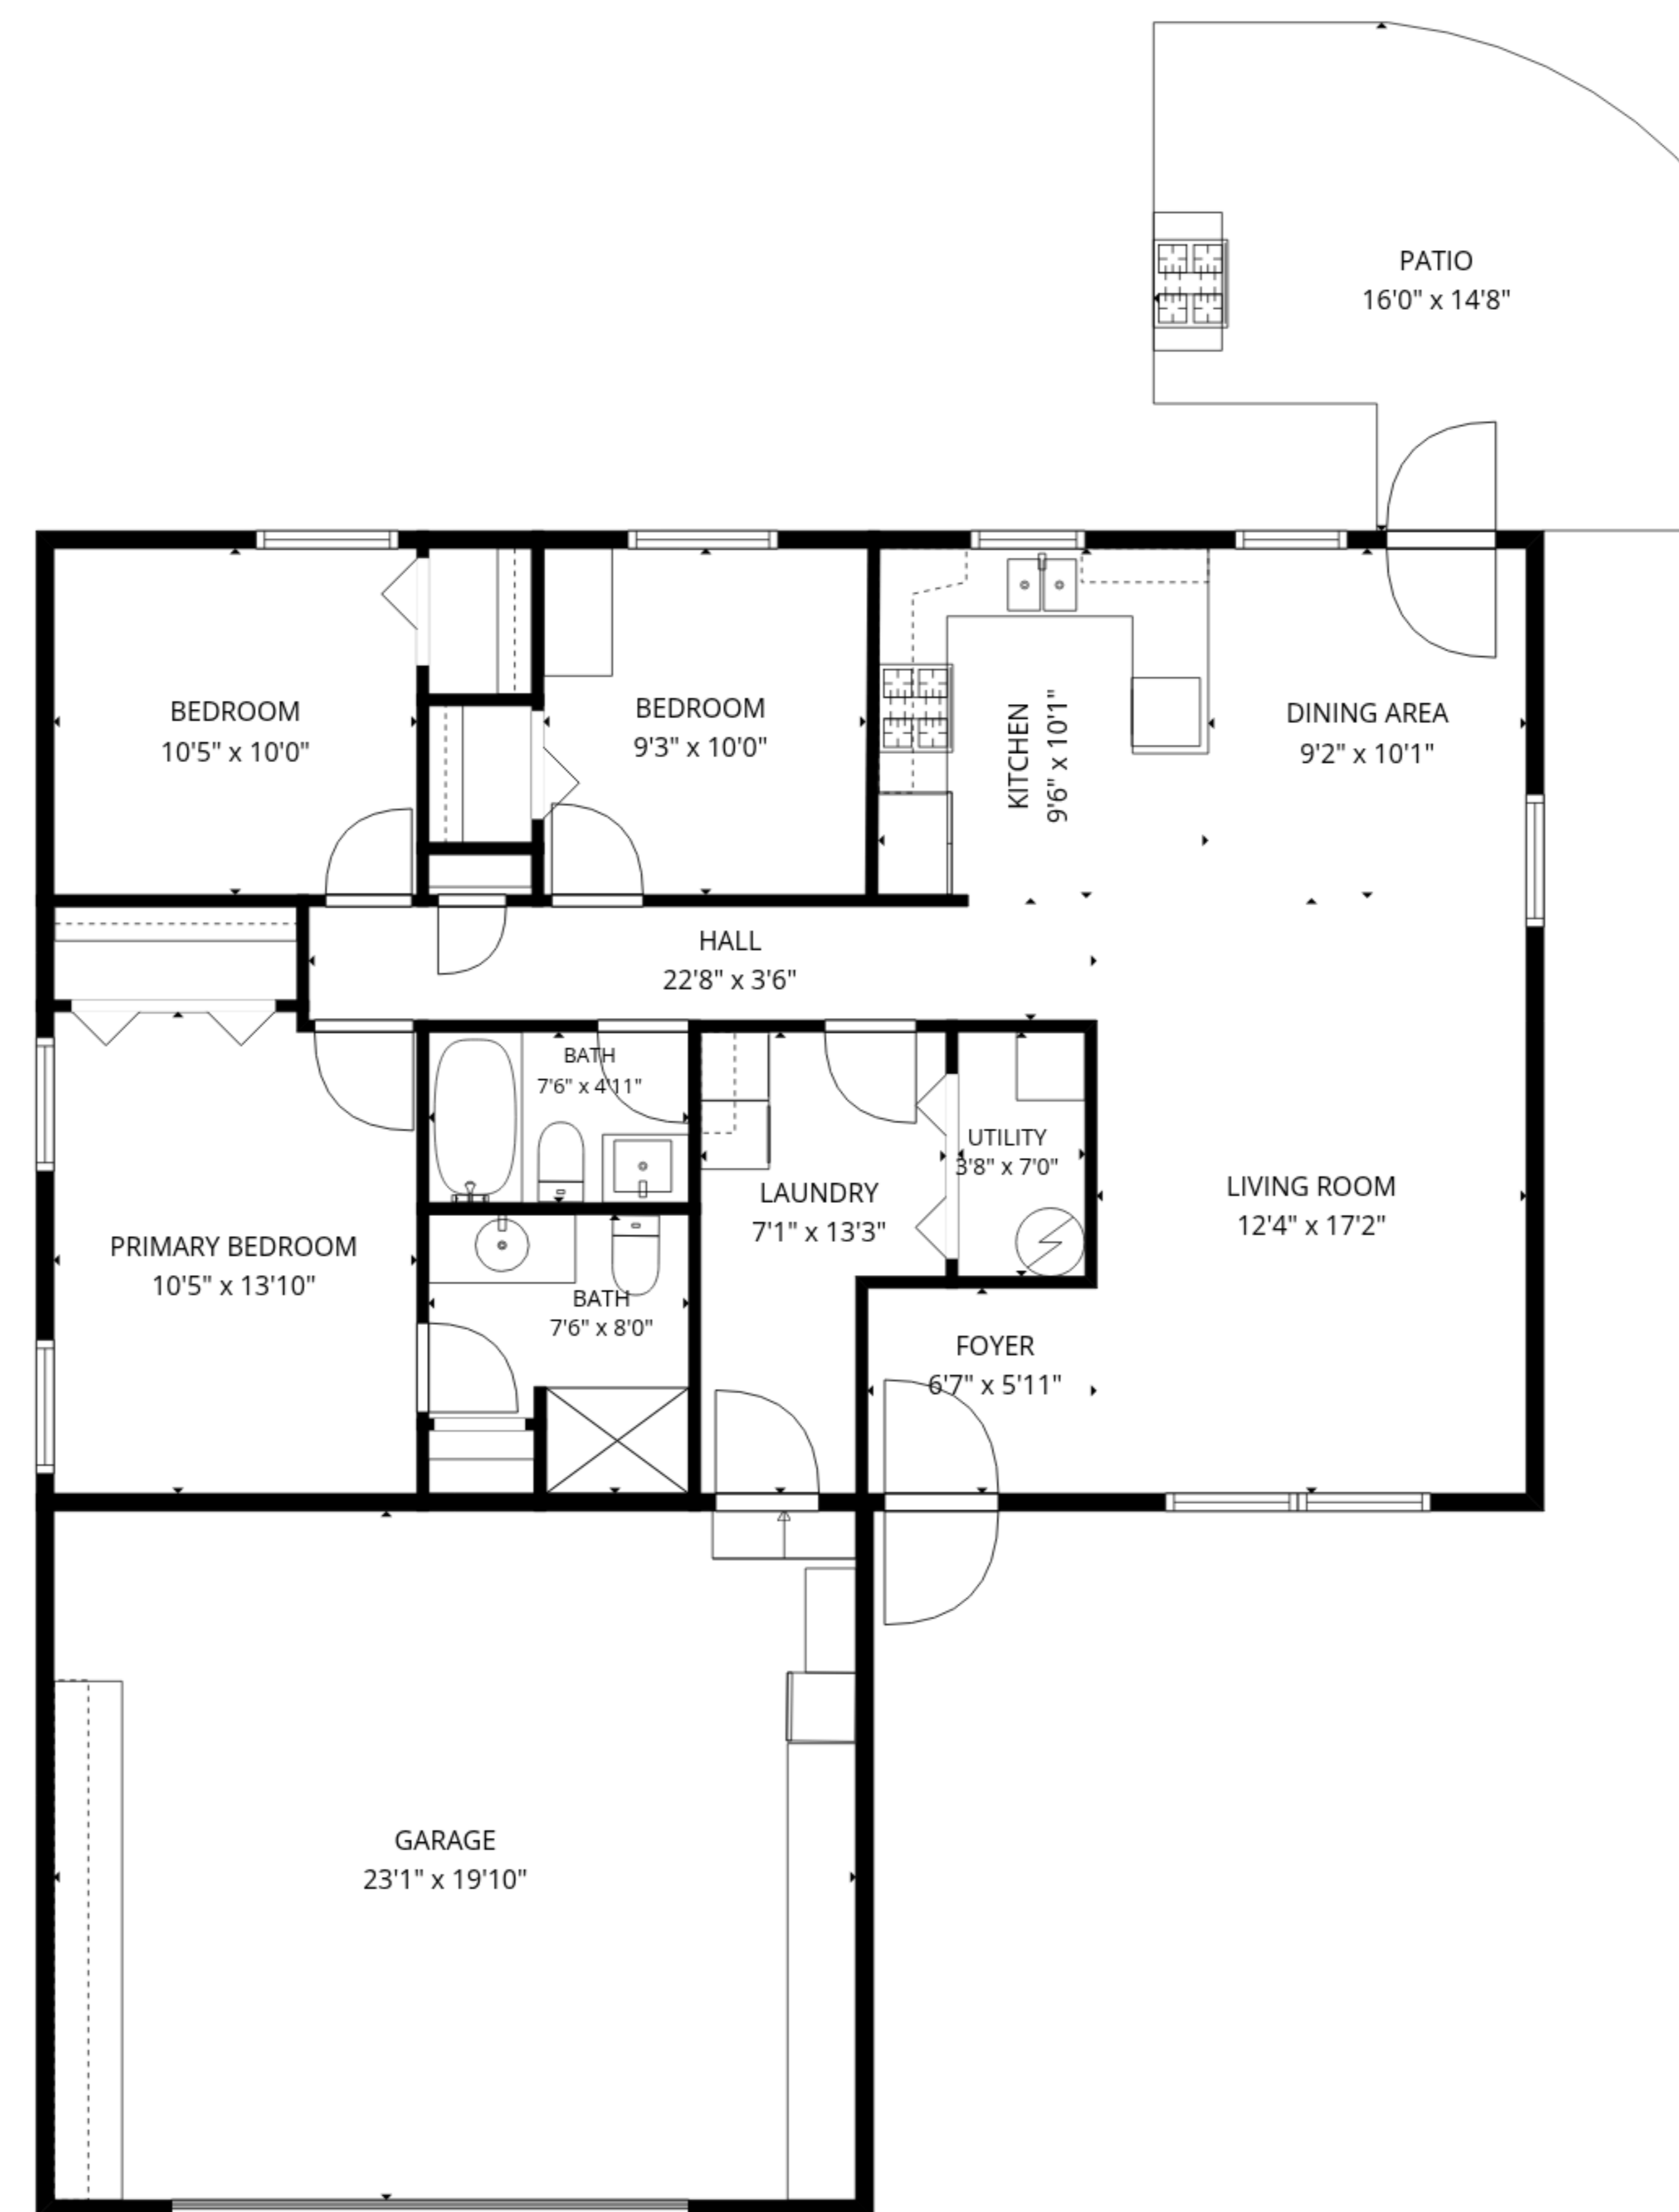 PATIO
16'0" x 14'8"
BEDROOM
10'5" x 10'0"
BEDROOM
9'3" x 10'0"
KITCHEN
9'6" x 10'1"
DINING AREA
9'2" x 10'1"
HALL
22'8" x 3'6"
BATH
7'6" x 4'11"
UTILITY
3'8" x 7'0"
LAUNDRY
7'1" x 13'3"
LIVING ROOM
12'4" x 17'2"
PRIMARY BEDROOM
10'5" x 13'10"
BATH
7'6" x 8'0"
FOYER
6'7" x 5'11"
GARAGE
23'1" x 19'10"